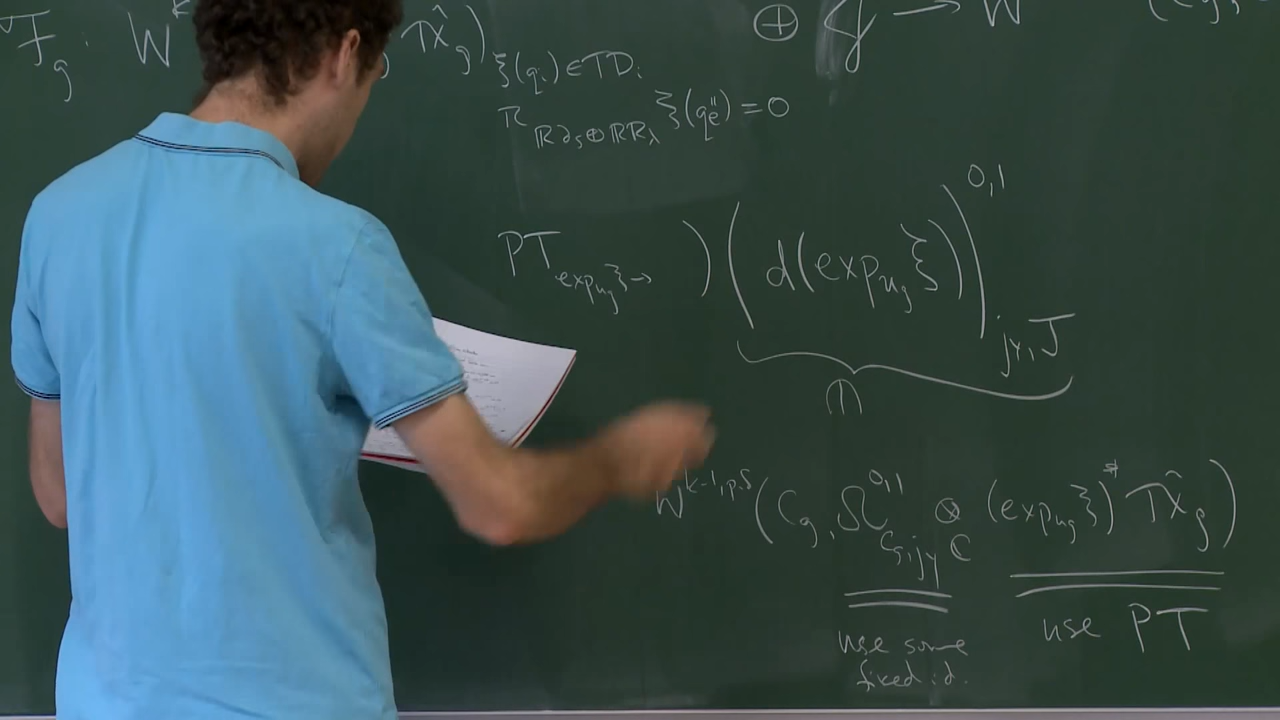 F_g : W^k TX̂_g) ξ(q_i) ∈ TD_i ⊕ 𝒴 → W
π_{ℝ∂_s⊕ℝR_λ} ξ(q_e^{||}) = 0
PT_{exp_{u_g} ξ→} ) ( d(exp_{u_g} ξ) )^{0,1}_{j_y, J}
∩
W^{k-1,p,δ} (C_g, Ω^{0,1}_{C_g, j_y} ⊗_ℂ (exp_{u_g} ξ)^* TX̂_g)
use some fixed id.
use PT